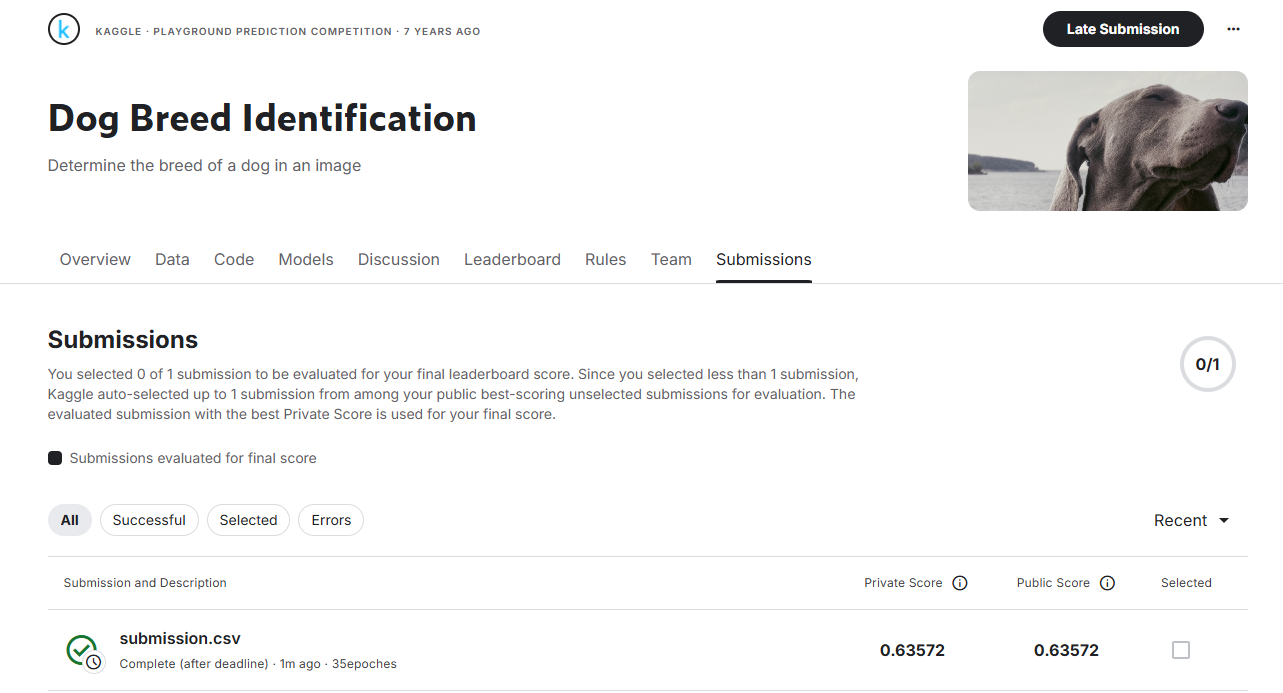 k
KAGGLE · PLAYGROUND PREDICTION COMPETITION · 7 YEARS AGO
Late Submission
Dog Breed Identification
Determine the breed of a dog in an image
Overview Data Code Models Discussion Leaderboard Rules Team Submissions
Submissions
0/1
You selected 0 of 1 submission to be evaluated for your final leaderboard score. Since you selected less than 1 submission,
Kaggle auto-selected up to 1 submission from among your public best-scoring unselected submissions for evaluation. The
evaluated submission with the best Private Score is used for your final score.
Submissions evaluated for final score
All Successful Selected Errors Recent
Submission and Description Private Score Public Score Selected
submission.csv 0.63572 0.63572
Complete (after deadline) · 1m ago · 35epoches